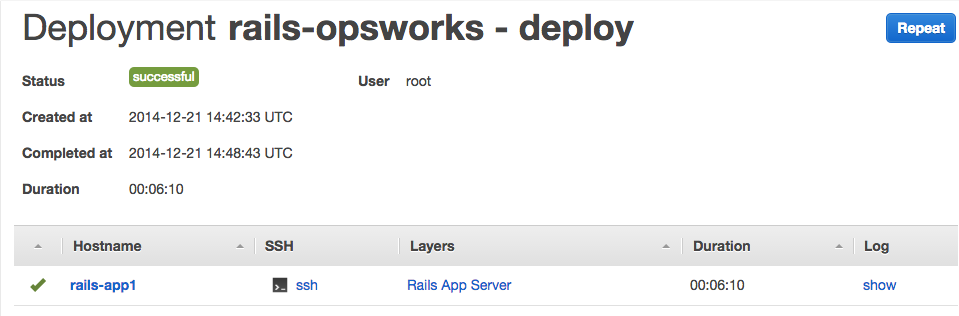 Deployment rails-opsworks - deploy
Repeat
Status successful User root
Created at 2014-12-21 14:42:33 UTC
Completed at 2014-12-21 14:48:43 UTC
Duration 00:06:10
Hostname SSH Layers Duration Log
rails-app1 ssh Rails App Server 00:06:10 show